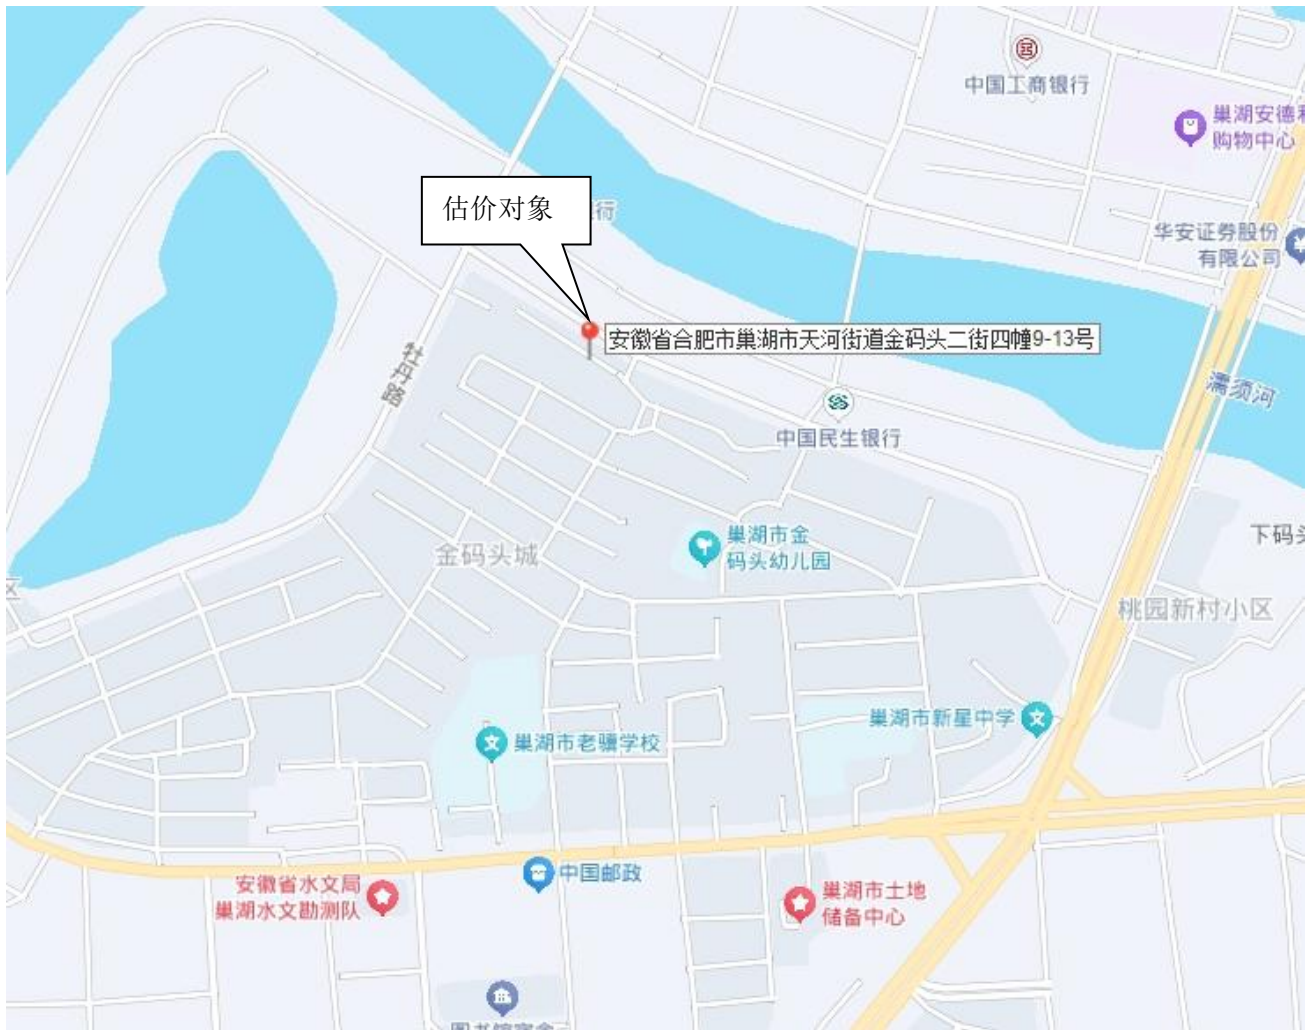 中国工商银行
巢湖安德利
购物中心
估价对象
行
华安证券股份
有限公司
安徽省合肥市巢湖市天河街道金码头二街四幢9-13号
牡丹路
濡须河
中国民生银行
巢湖市金
码头幼儿园
金码头城
下码头
区
桃园新村小区
巢湖市新星中学
巢湖市老骥学校
中国邮政
安徽省水文局
巢湖水文勘测队
巢湖市土地
储备中心